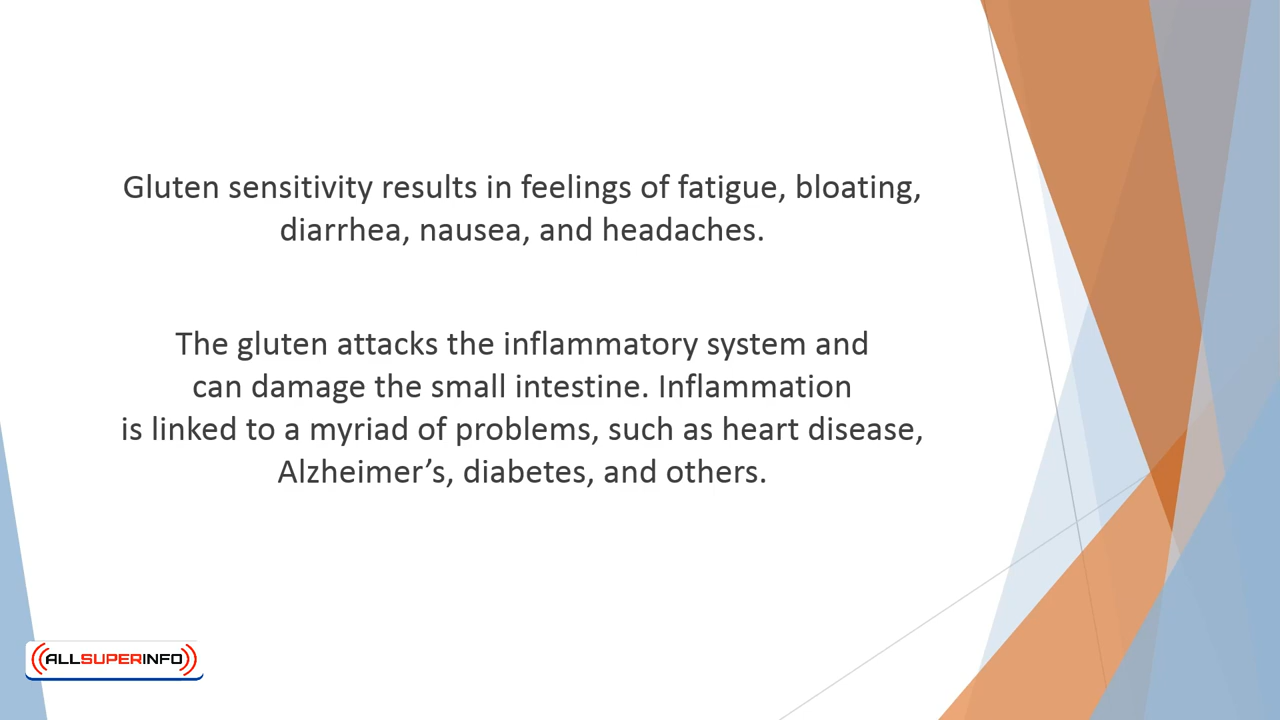 Gluten sensitivity results in feelings of fatigue, bloating,
diarrhea, nausea, and headaches.
The gluten attacks the inflammatory system and
can damage the small intestine. Inflammation
is linked to a myriad of problems, such as heart disease,
Alzheimer’s, diabetes, and others.
ALLSUPERINFO